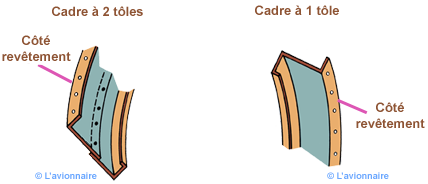 Cadre à 2 tôles
Côté
revêtement
© L'avionnaire
Cadre à 1 tôle
Côté
revêtement
© L'avionnaire